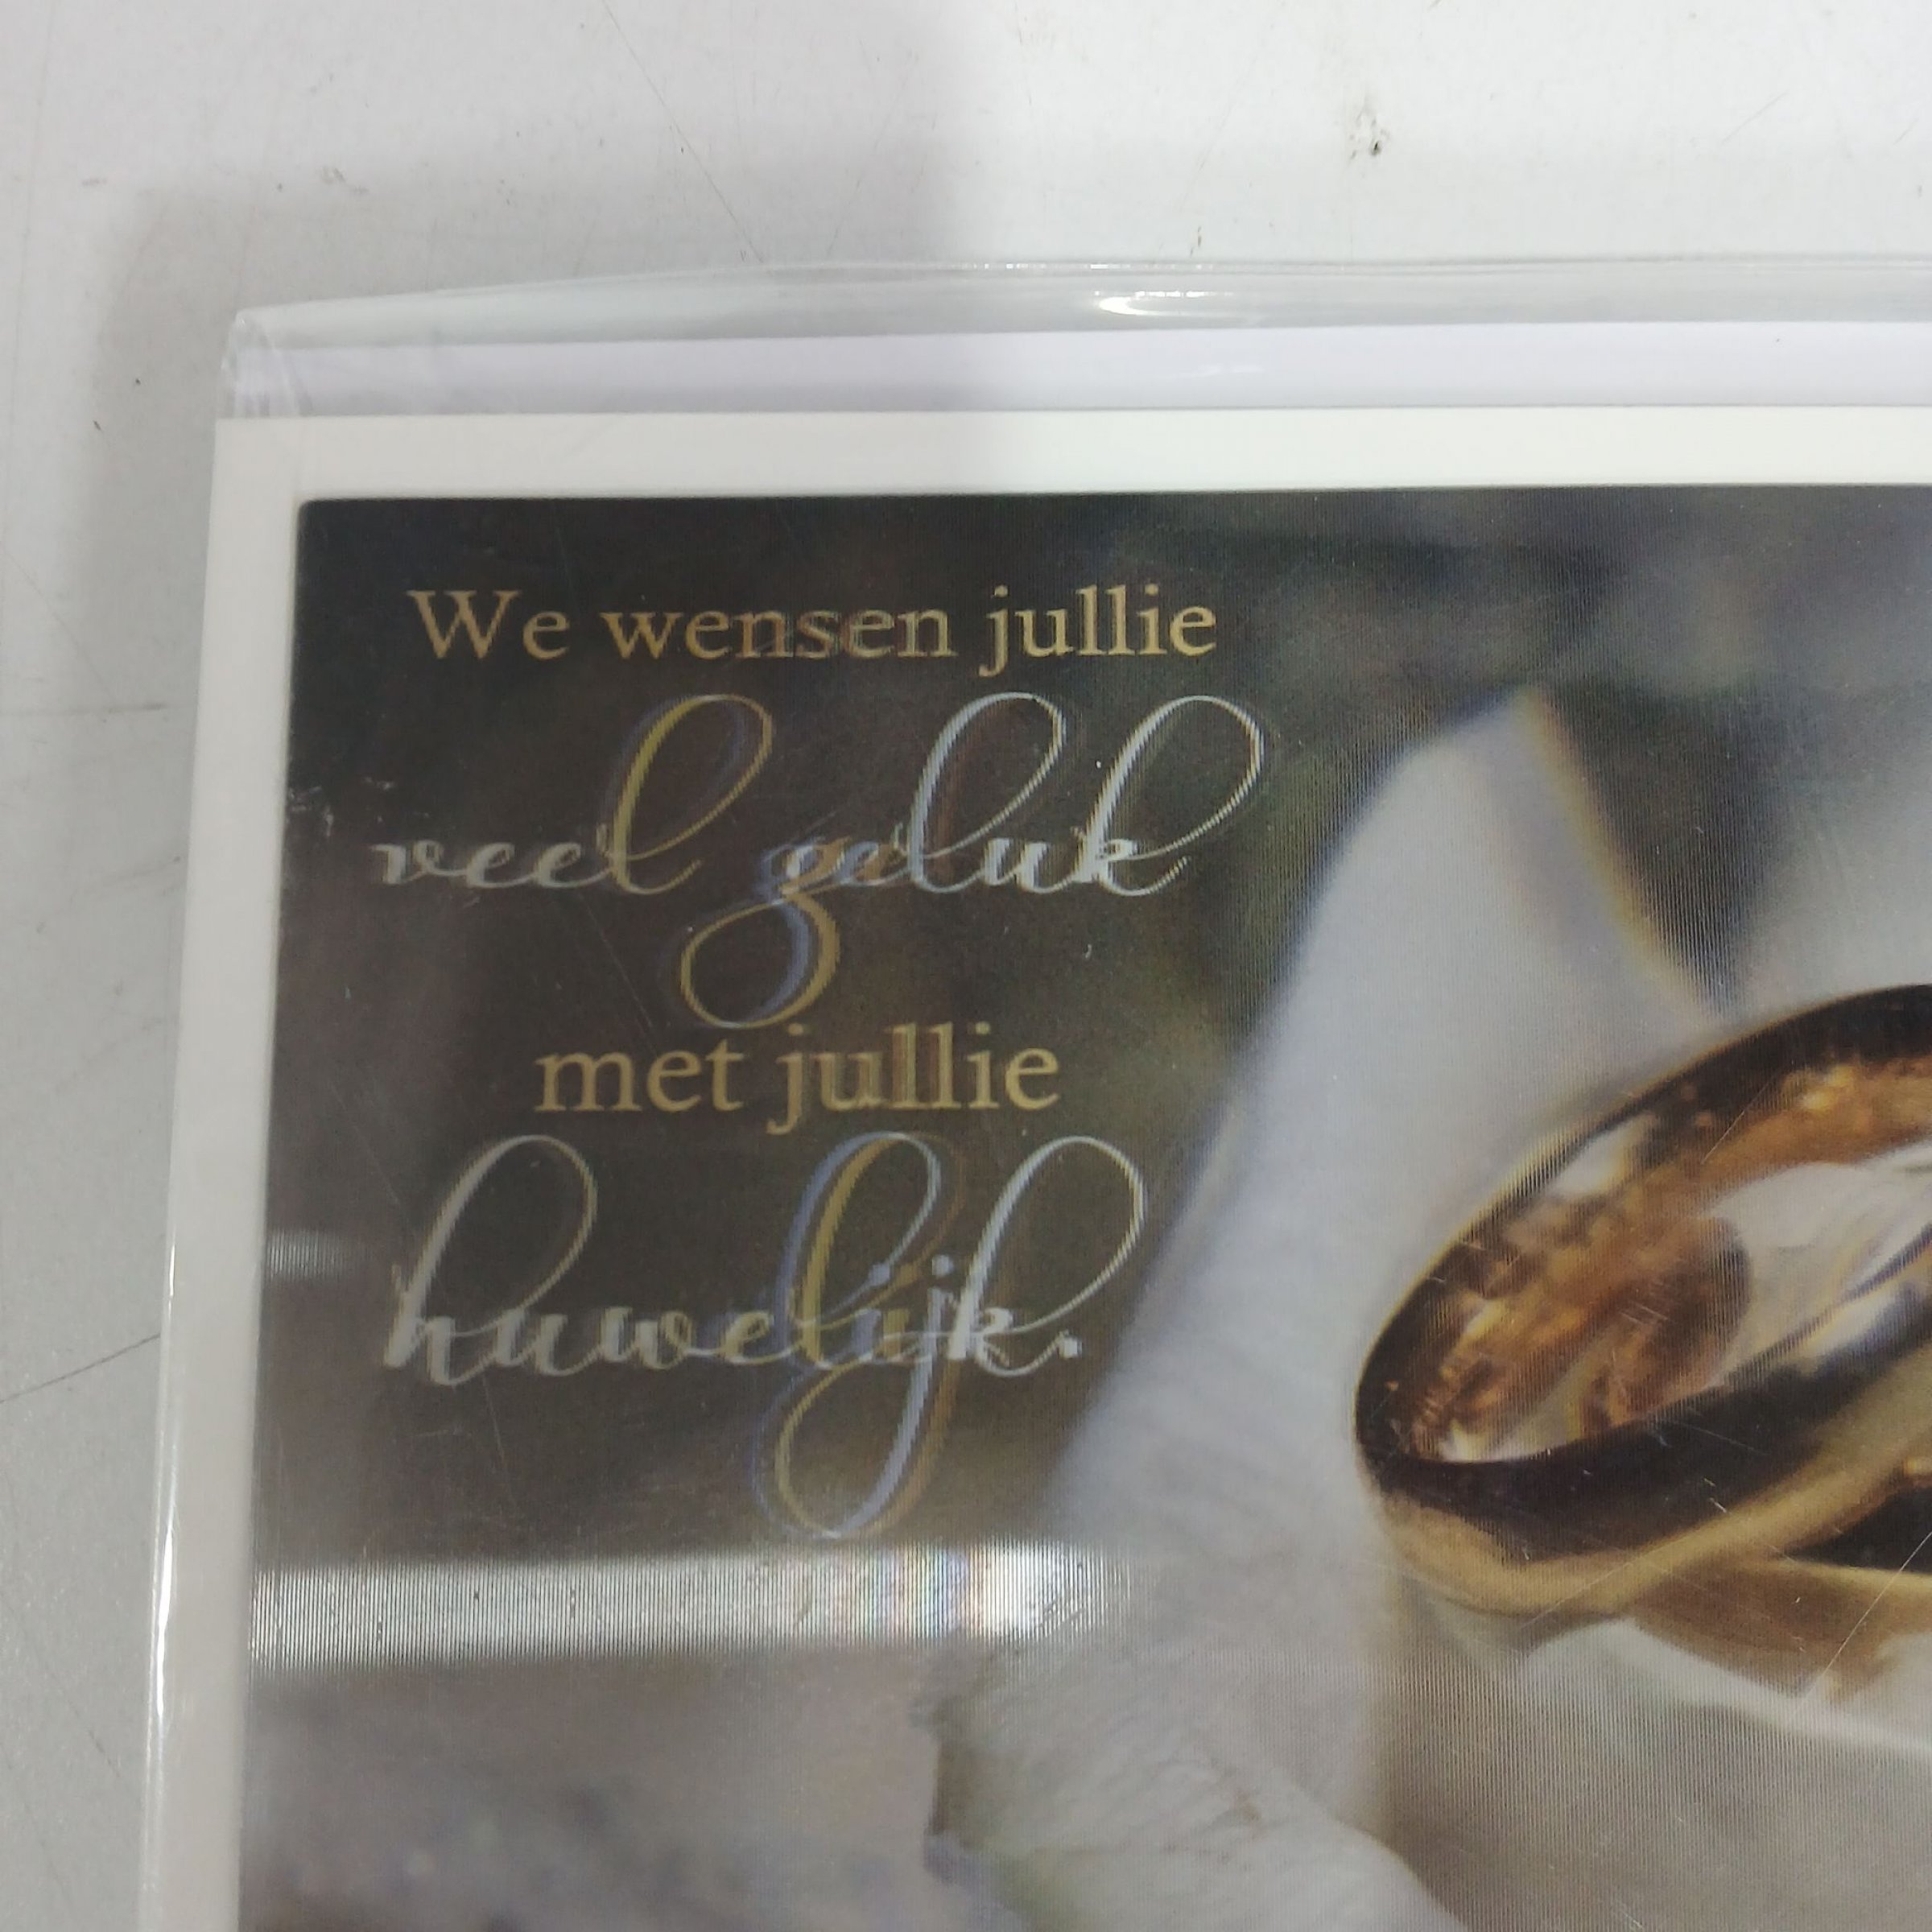 We wensen jullie
veel geluk
met jullie
huwelijk.